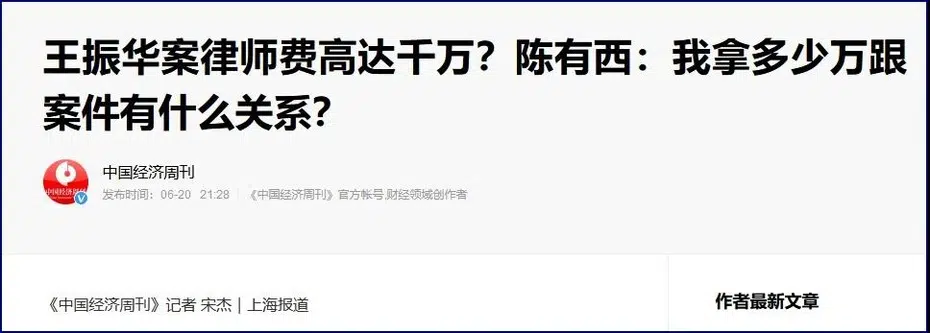 王振华案律师费高达千万？陈有西：我拿多少万跟
案件有什么关系？
中国经济周刊
发布时间：06-20 21:28 《中国经济周刊》官方帐号,财经领域创作者
《中国经济周刊》记者 宋杰 | 上海报道
作者最新文章